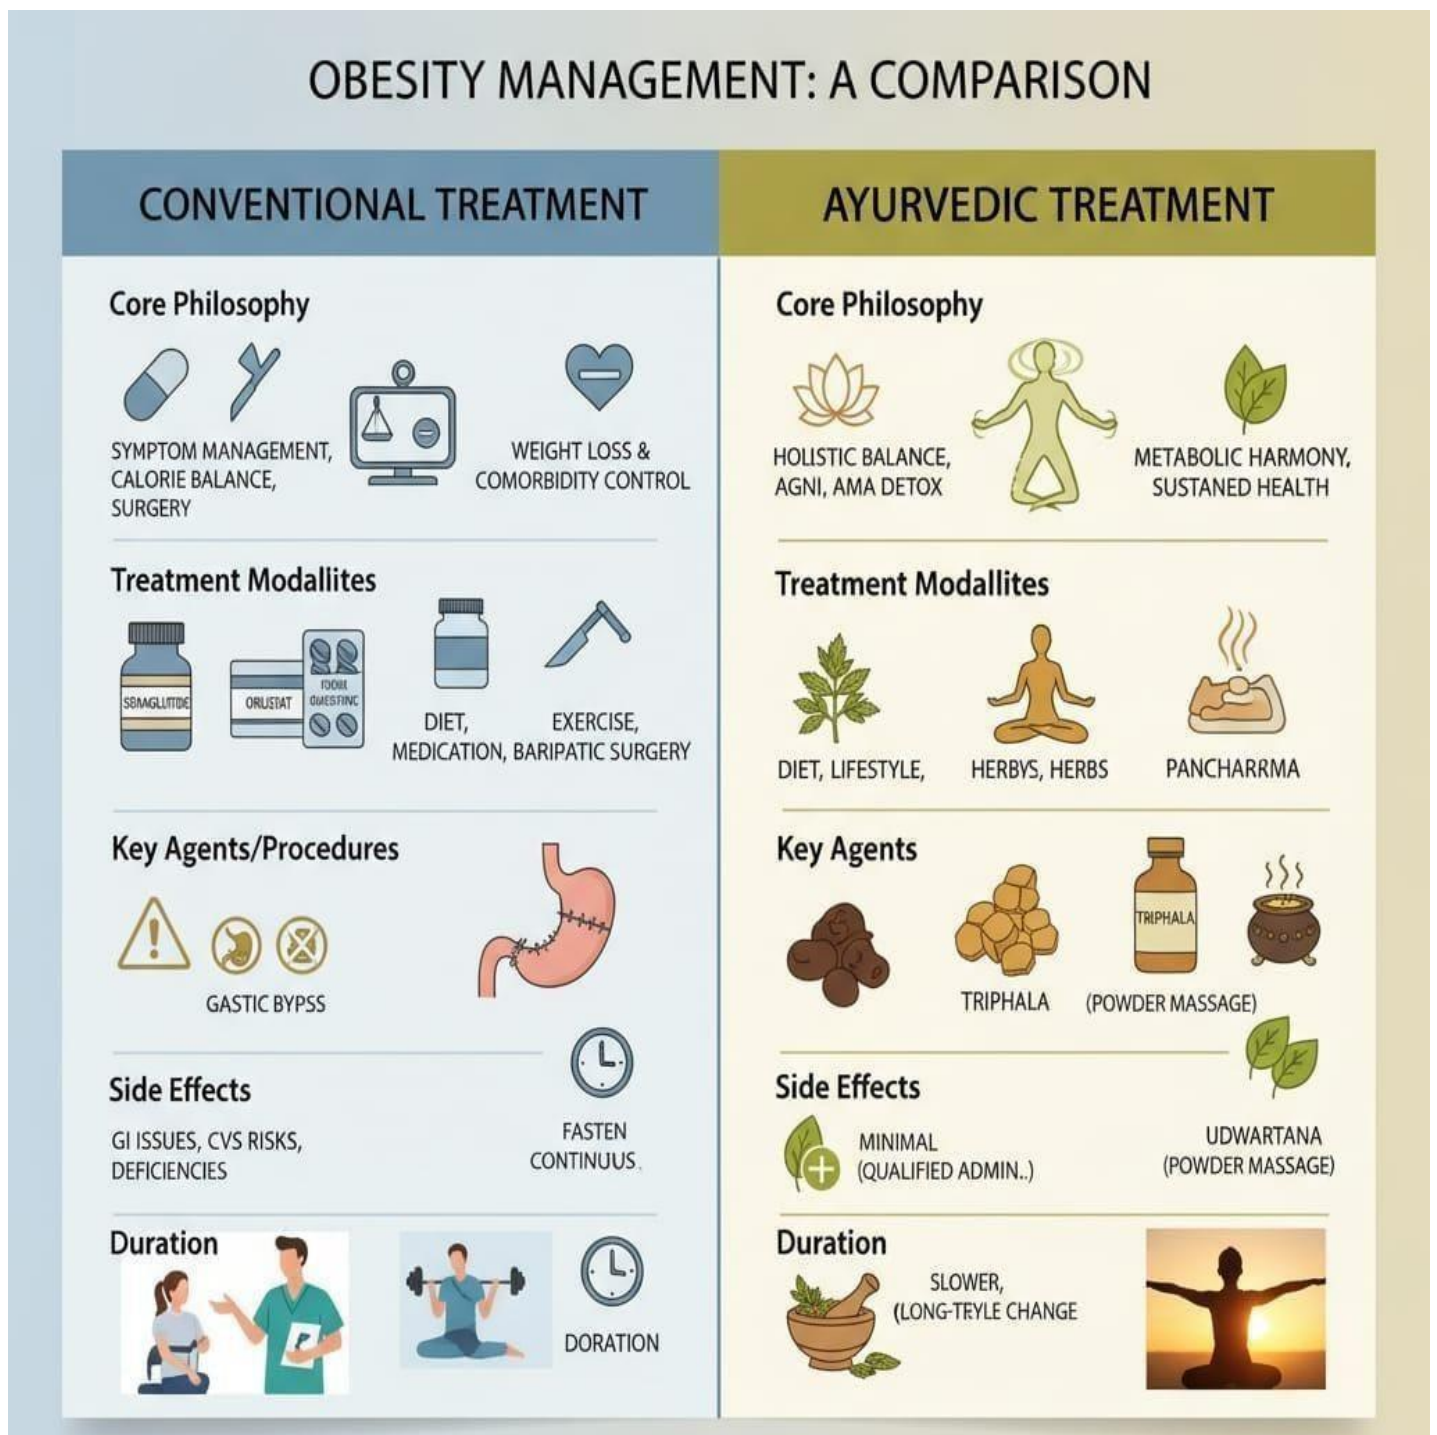 OBESITY MANAGEMENT: A COMPARISON
CONVENTIONAL TREATMENT
Core Philosophy
SYMPTOM MANAGEMENT,
CALORIE BALANCE,
SURGERY
WEIGHT LOSS &
COMORBIDITY CONTROL
Treatment Modallites
ORLISTAT
DIET,
EXERCISE,
MEDICATION, BARIPATIC SURGERY
Key Agents/Procedures
GASTIC BYPSS
Side Effects
GI ISSUES, CVS RISKS,
DEFICIENCIES
FASTEN
CONTINUUS.
Duration
DORATION
AYURVEDIC TREATMENT
Core Philosophy
HOLISTIC BALANCE,
AGNI, AMA DETOX
METABOLIC HARMONY,
SUSTANED HEALTH
Treatment Modallites
DIET, LIFESTYLE,
HERBYS, HERBS
PANCHARRMA
Key Agents
TRIPHALA
TRIPHALA
(POWDER MASSAGE)
Side Effects
MINIMAL
(QUALIFIED ADMIN..)
UDWARTANA
(POWDER MASSAGE)
Duration
SLOWER,
(LONG-TEYLE CHANGE